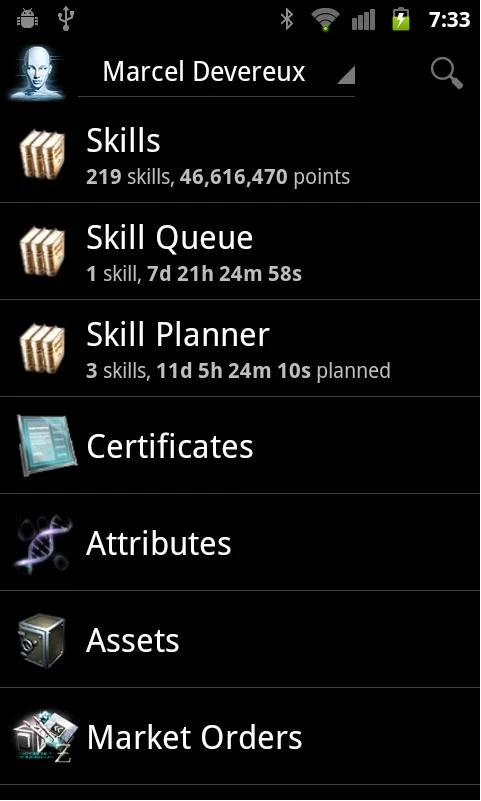 7:33
Marcel Devereux
Skills
219 skills, 46,616,470 points
Skill Queue
1 skill, 7d 21h 24m 58s
Skill Planner
3 skills, 11d 5h 24m 10s planned
Certificates
Attributes
Assets
Market Orders